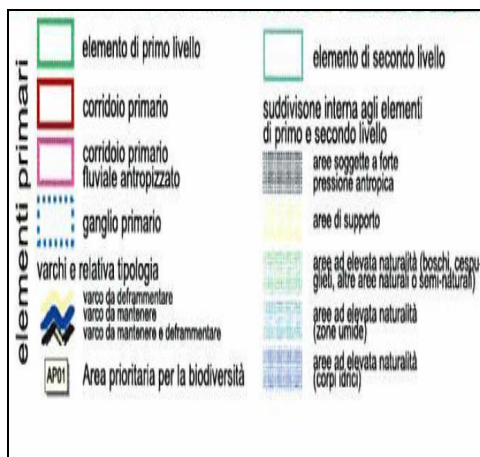 elementi primari
elemento di primo livello
corridoio primario
corridoio primario
fluviale antropizzato
ganglio primario
varchi e relativa tipologia
varco da deframmentare
varco da mantenere
varco da mantenere e deframmentare
AP01
Area prioritaria per la biodiversità
elemento di secondo livello
suddivisone interna agli elementi
di primo e secondo livello
aree soggette a forte
pressione antropica
aree di supporto
aree ad elevata naturalità (boschi, cespu-
glieti, altre aree naturali o semi-naturali)
aree ad elevata naturalità
(zone umide)
aree ad elevata naturalità
(corpi idrici)